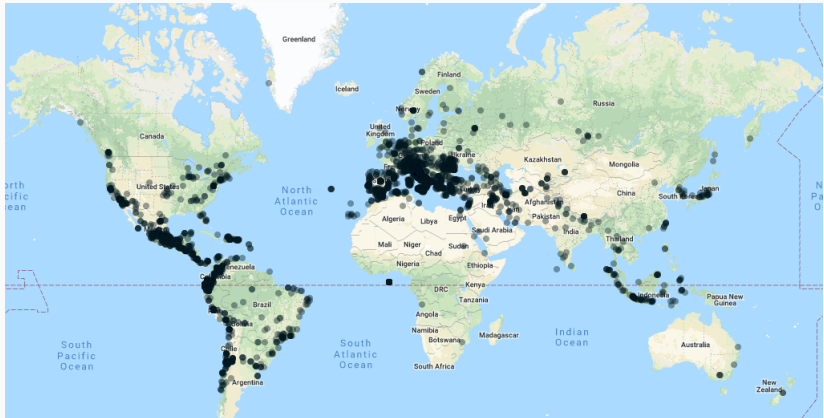 Greenland
Iceland
Finland
Sweden
Norway
Russia
Canada
United
Kingdom
Poland
Ukraine
Kazakhstan
Mongolia
United States
North
Atlantic
Ocean
China
South Korea
Japan
Afghanistan
Pakistan
Algeria
Libya
Egypt
Saudi Arabia
India
Thailand
Mali
Niger
Chad
Sudan
Nigeria
Ethiopia
Venezuela
Colombia
DRC
Kenya
Tanzania
Indonesia
Papua New
Guinea
Brazil
Angola
Namibia
Botswana
Madagascar
South
Pacific
Ocean
South
Atlantic
Ocean
Indian
Ocean
Australia
Chile
South Africa
Argentina
New
Zealand